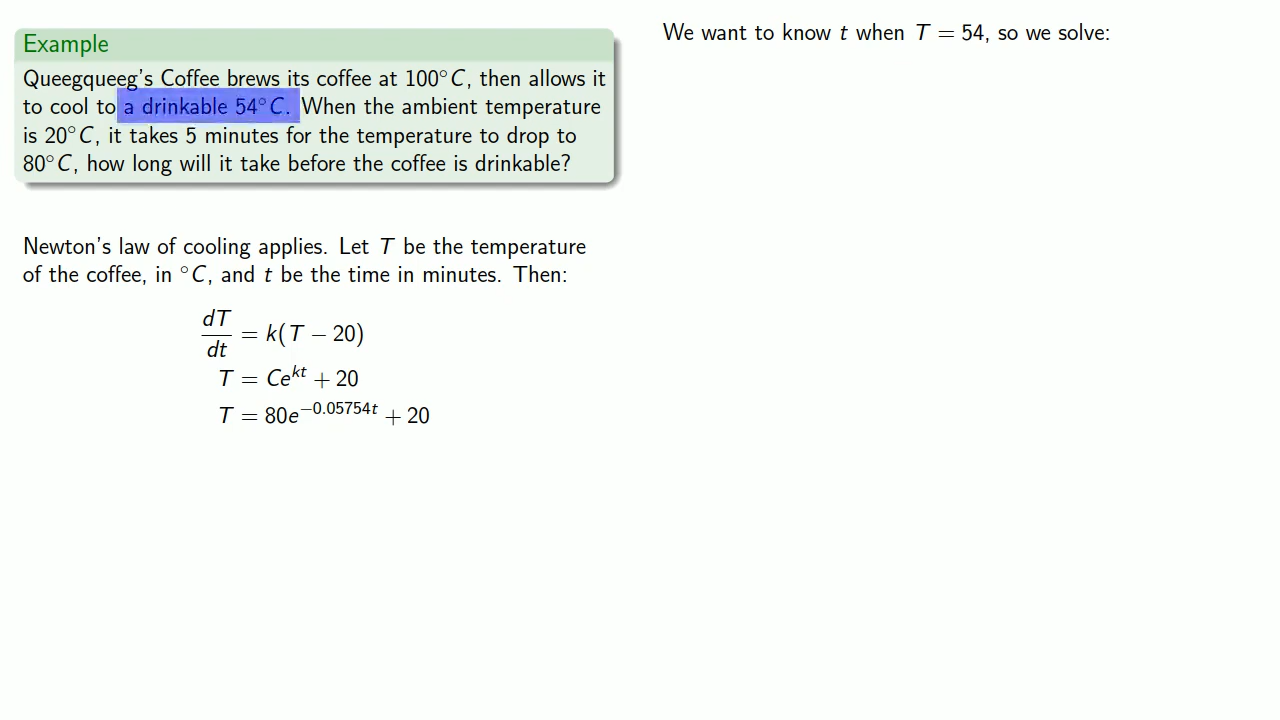 Example
Queegqueeg's Coffee brews its coffee at 100°C, then allows it
to cool to a drinkable 54°C. When the ambient temperature
is 20°C, it takes 5 minutes for the temperature to drop to
80°C, how long will it take before the coffee is drinkable?
Newton's law of cooling applies. Let T be the temperature
of the coffee, in °C, and t be the time in minutes. Then:
dT/dt = k(T − 20)
T = Ce^{kt} + 20
T = 80e^{−0.05754t} + 20
We want to know t when T = 54, so we solve: